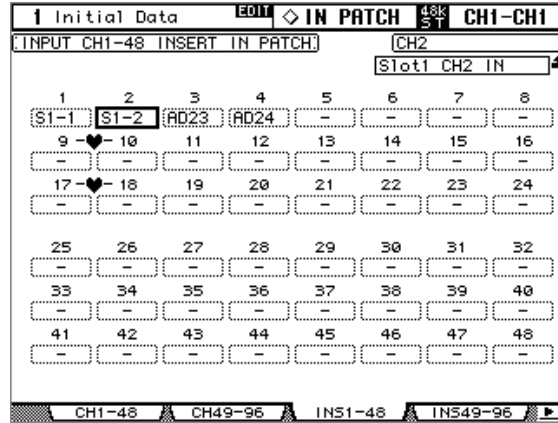 1 Initial Data EDIT ◇ IN PATCH 48K ST CH1-CH1
INPUT CH1-48 INSERT IN PATCH CH2
Slot1 CH2 IN
1 2 3 4 5 6 7 8
S1-1 S1-2 AD23 AD24 - - - -
9 -♥- 10 11 12 13 14 15 16
- - - - - - - -
17 -♥- 18 19 20 21 22 23 24
- - - - - - - -
25 26 27 28 29 30 31 32
- - - - - - - -
33 34 35 36 37 38 39 40
- - - - - - - -
41 42 43 44 45 46 47 48
- - - - - - - -
CH1-48 CH49-96 INS1-48 INS49-96